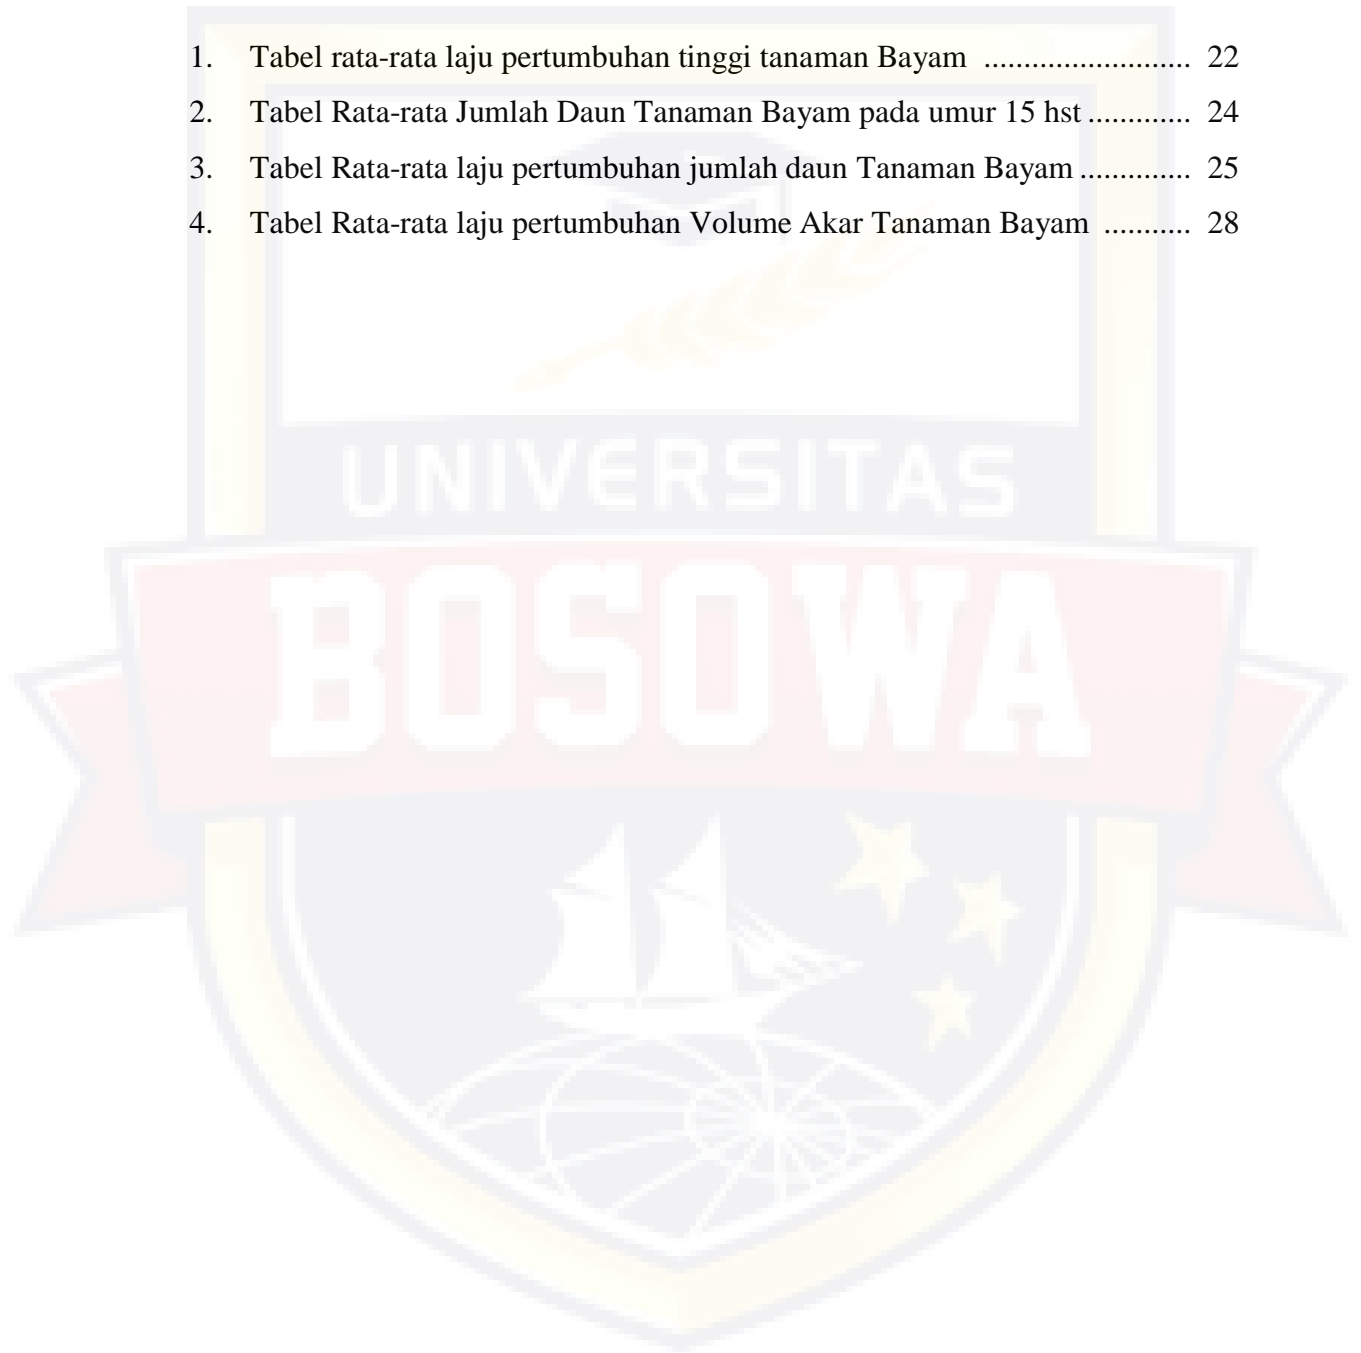 1. Tabel rata-rata laju pertumbuhan tinggi tanaman Bayam .......................... 22
2. Tabel Rata-rata Jumlah Daun Tanaman Bayam pada umur 15 hst ............. 24
3. Tabel Rata-rata laju pertumbuhan jumlah daun Tanaman Bayam .............. 25
4. Tabel Rata-rata laju pertumbuhan Volume Akar Tanaman Bayam ........... 28
UNIVERSITAS
BOSOWA